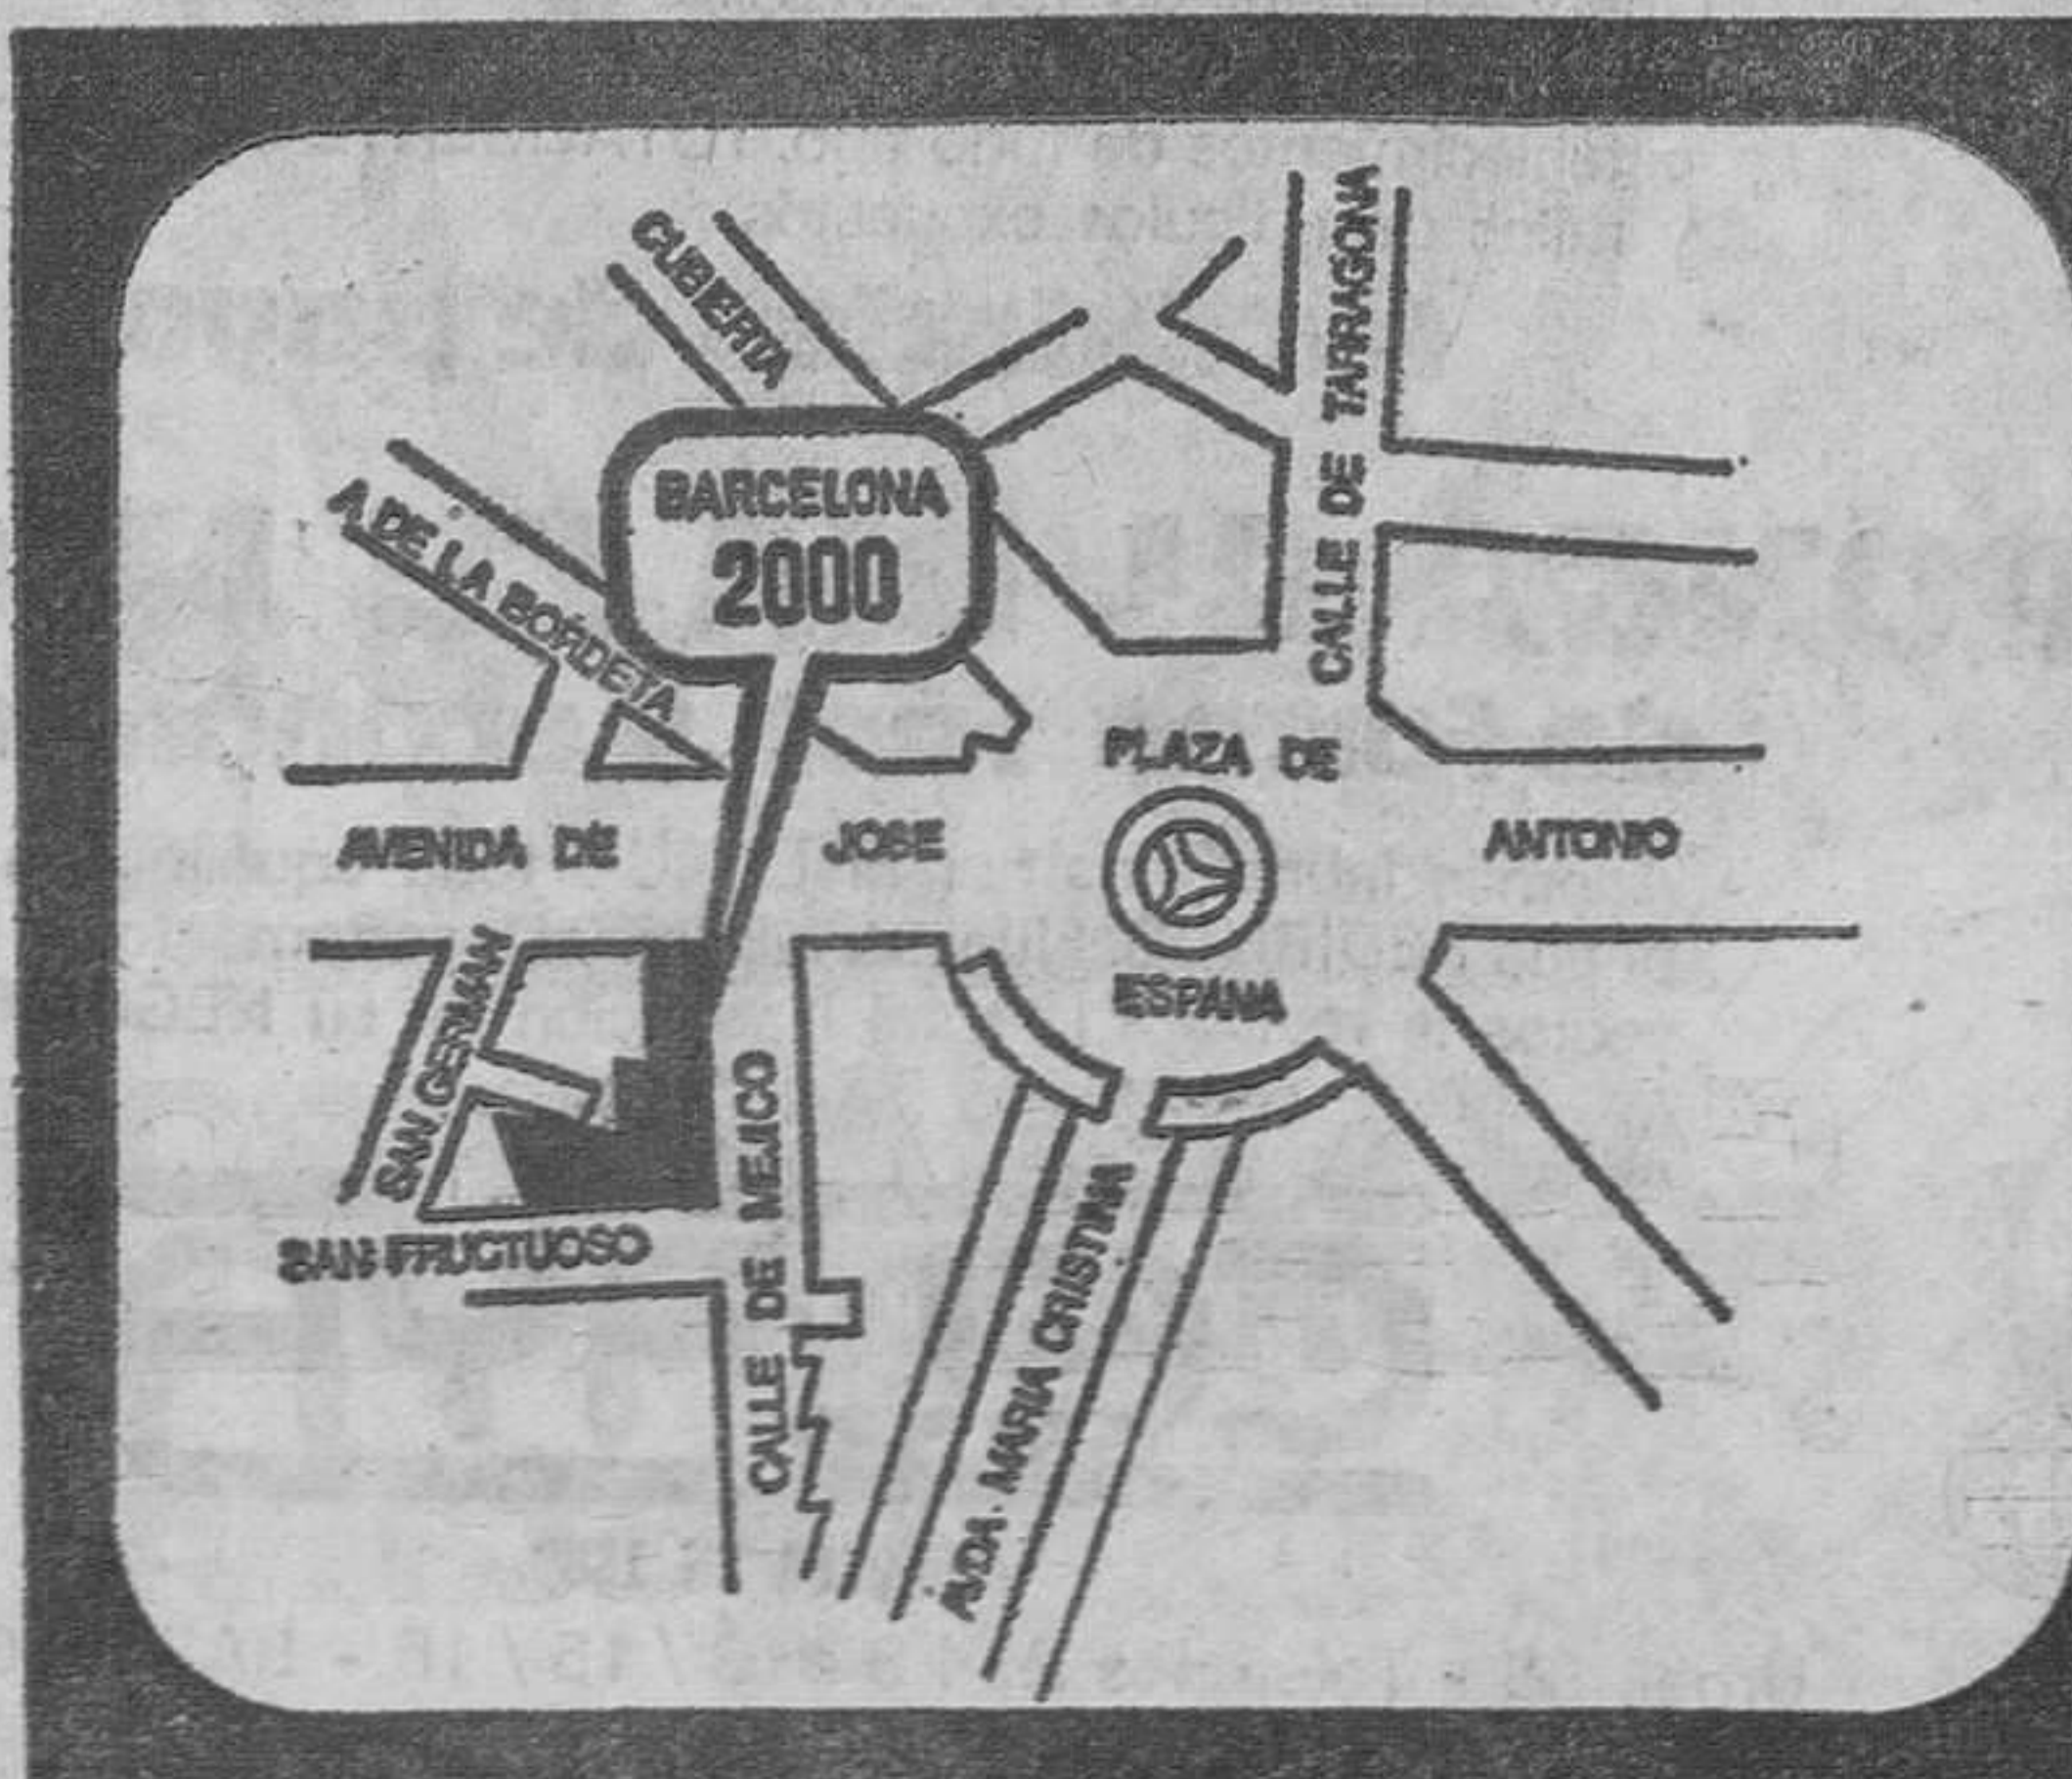 CUBIERTA
CALLE DE TARRAGONA
BARCELONA
2000
A. DE LA BORDETA
PLAZA DE
AVENIDA DE JOSE ANTONIO
ESPAÑA
SAN GERMAN
CALLE DE MEJICO
SAN FRUCTUOSO
AVDA. MARIA CRISTINA